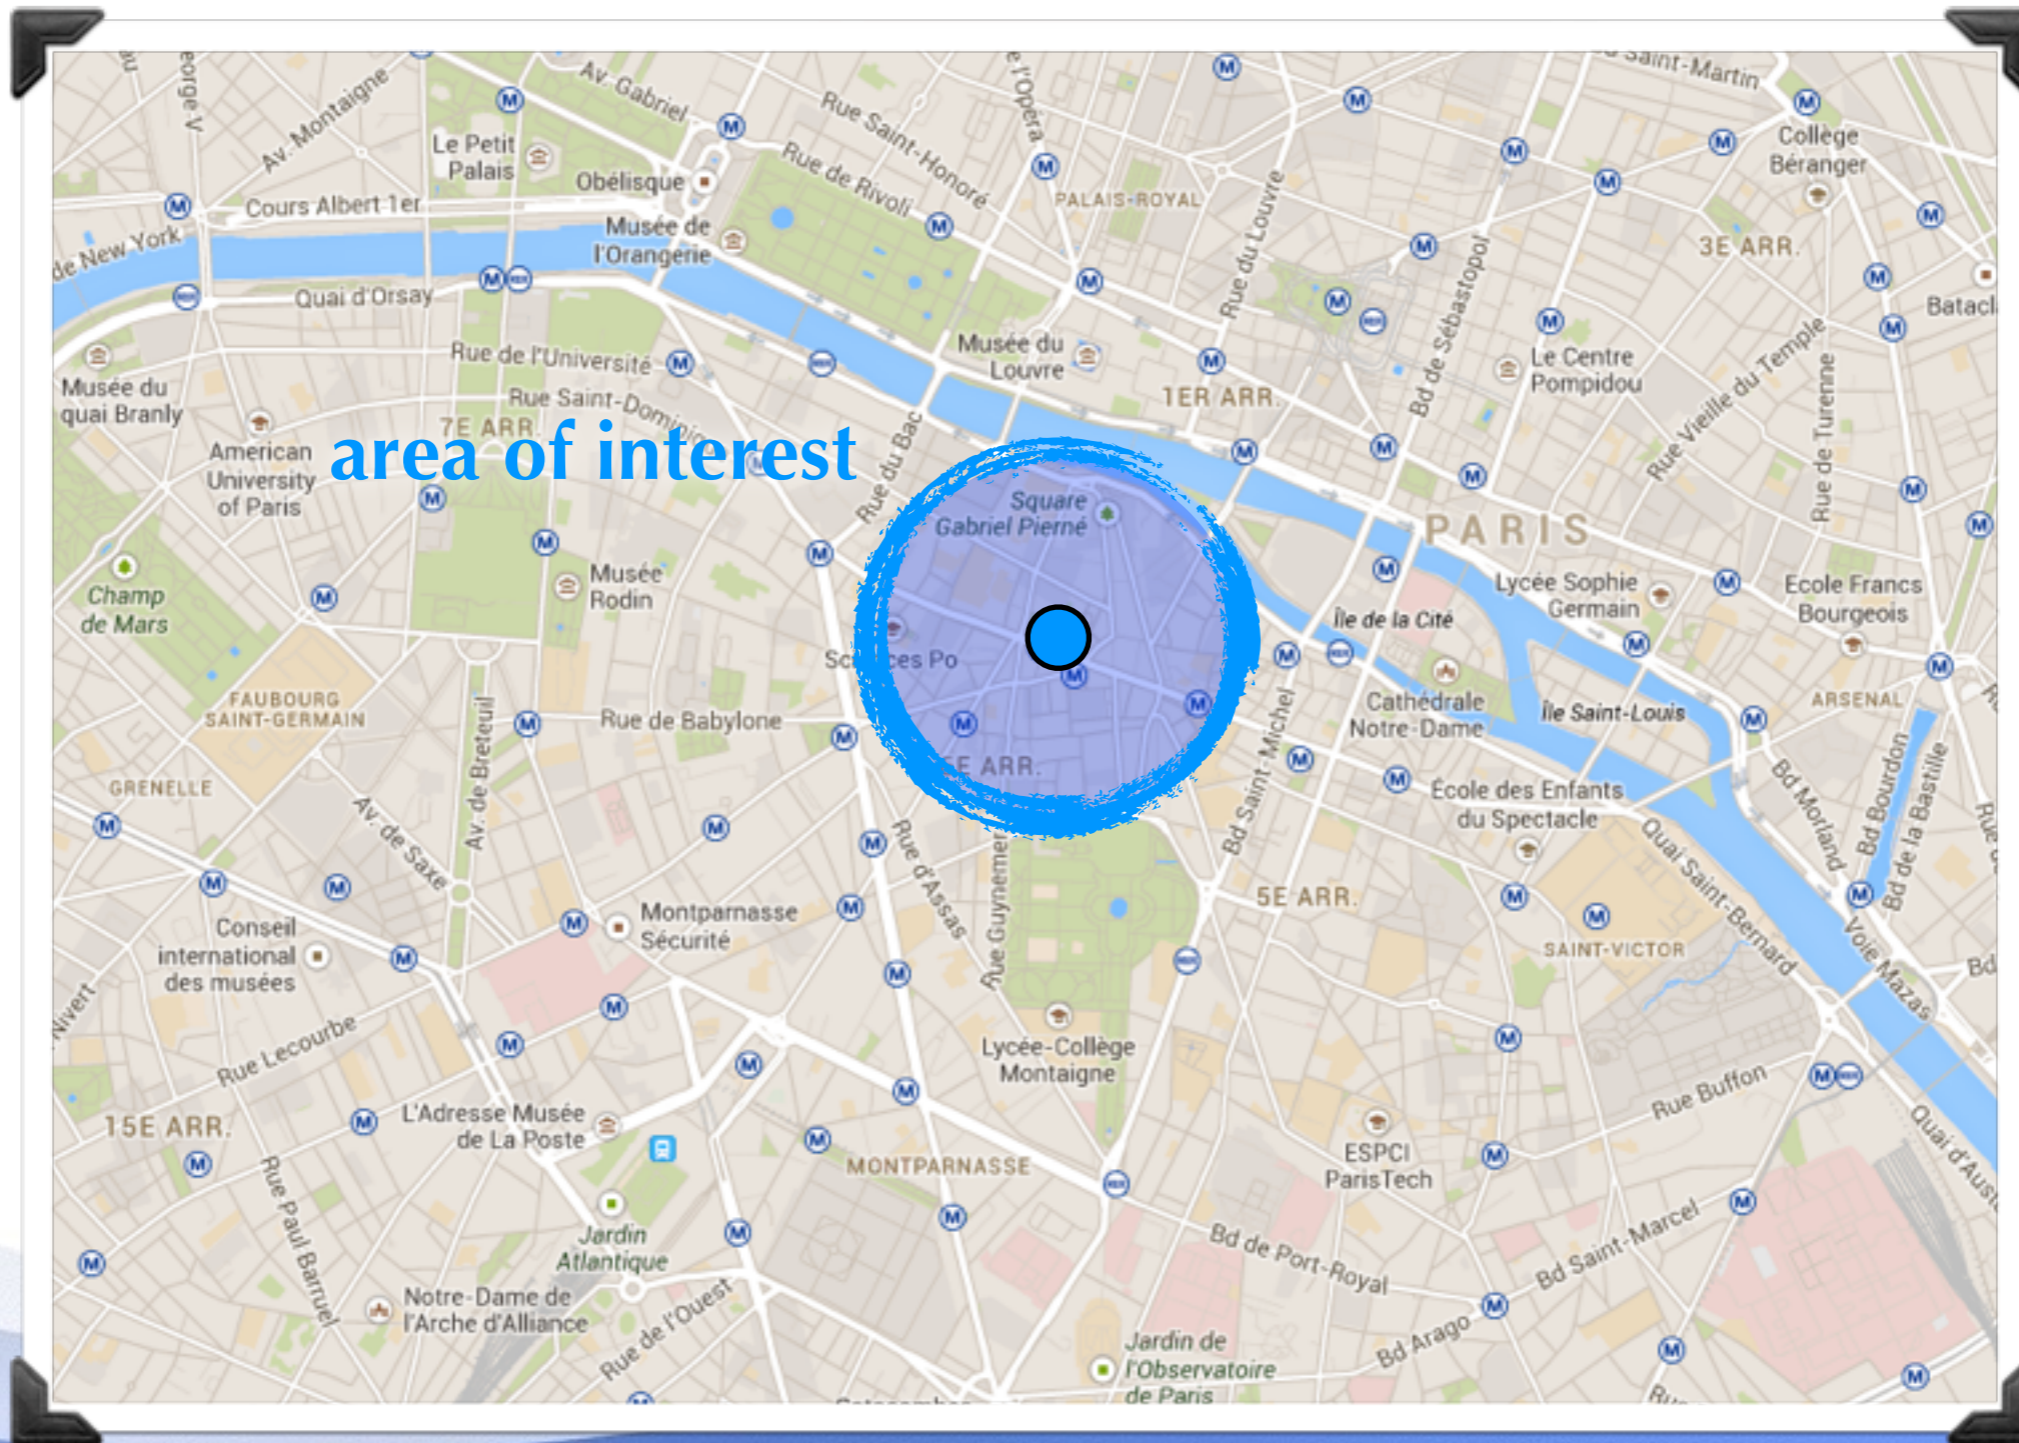 Av. Montaigne
Av. Gabriel
Rue Saint-Honoré
e l'Opéra
Saint-Martin
eorge V
Le Petit
Palais
Obélisque
Rue de Rivoli
PALAIS-ROYAL
Collège
Béranger
Cours Albert 1er
Musée de
l'Orangerie
Rue du Louvre
3E ARR.
de New York
Quai d'Orsay
Bd de Sébastopol
Batacl
Rue de l'Université
Musée du
Louvre
Le Centre
Pompidou
Rue Vieille du Temple
Rue de Turenne
Musée du
quai Branly
Rue Saint-Dominic
1ER ARR.
7E ARR.
American
University
of Paris
area of interest
Rue du Bac
Square
Gabriel Pierné
PARIS
Champ
de Mars
Musée
Rodin
Lycée Sophie
Germain
Ecole Francs
Bourgeois
Île de la Cité
Sciences Po
FAUBOURG
SAINT-GERMAIN
Rue de Babylone
Cathédrale
Notre-Dame
Île Saint-Louis
ARSENAL
Av. de Breteuil
Bd Saint-Michel
GRENELLE
E ARR.
École des Enfants
du Spectacle
Bd Morland
Bd Bourdon
Bd de la Bastille
Rue
Av. de Saxe
Rue d'Assas
Rue Guynemer
Quai Saint-Bernard
5E ARR.
Montparnasse
Sécurité
Conseil
international
des musées
SAINT-VICTOR
Voie Mazas
Bd
Nivert
Rue Lecourbe
Lycée-Collège
Montaigne
Rue Buffon
15E ARR.
L'Adresse Musée
de La Poste
Quai d'Aust
MONTPARNASSE
ESPCI
ParisTech
Rue Paul Barruel
Jardin
Atlantique
Bd de Port-Royal
Bd Saint-Marcel
Notre-Dame de
l'Arche d'Alliance
Rue de l'Ouest
Bd Arago
Jardin de
l'Observatoire
de Paris